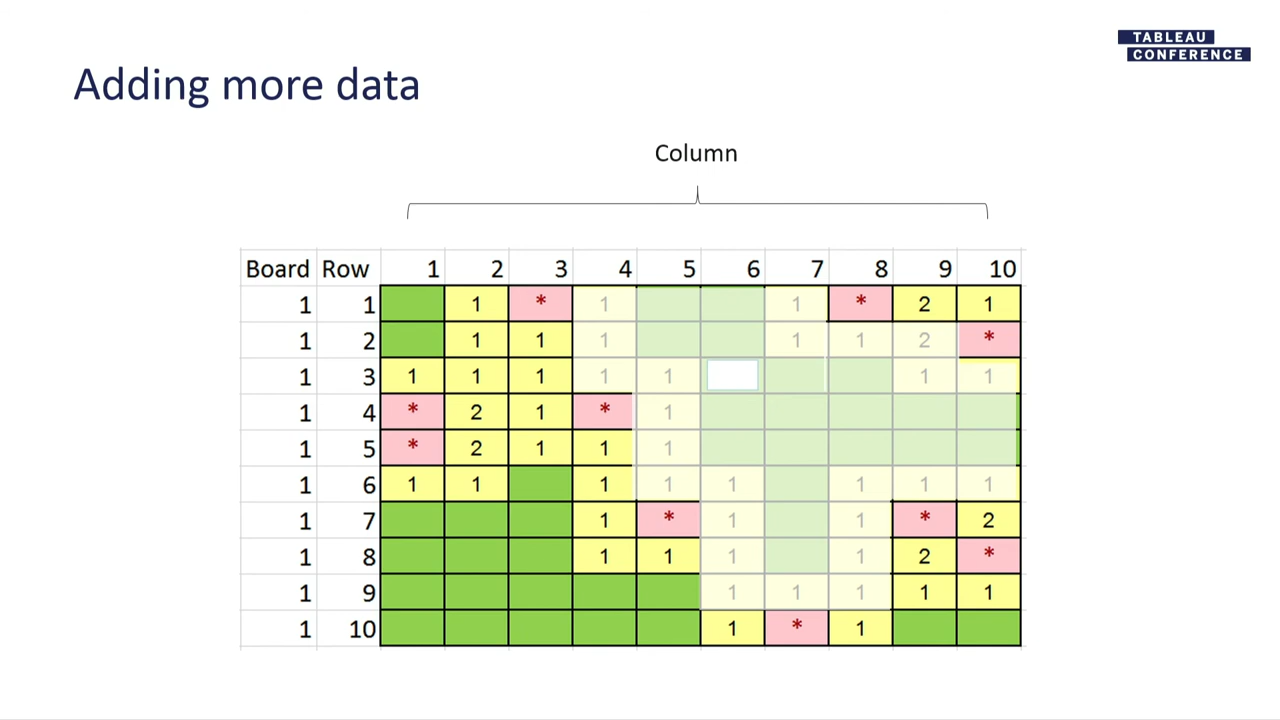 TABLEAU
CONFERENCE
Adding more data
Column
Board Row 1 2 3 4 5 6 7 8 9 10
1 1 1 * 1 1 * 2 1
1 2 1 1 1 1 1 2 *
1 3 1 1 1 1 1 1 1
1 4 * 2 1 * 1
1 5 * 2 1 1 1
1 6 1 1 1 1 1 1 1 1
1 7 1 * 1 1 * 2
1 8 1 1 1 1 2 *
1 9 1 1 1 1 1
1 10 1 * 1